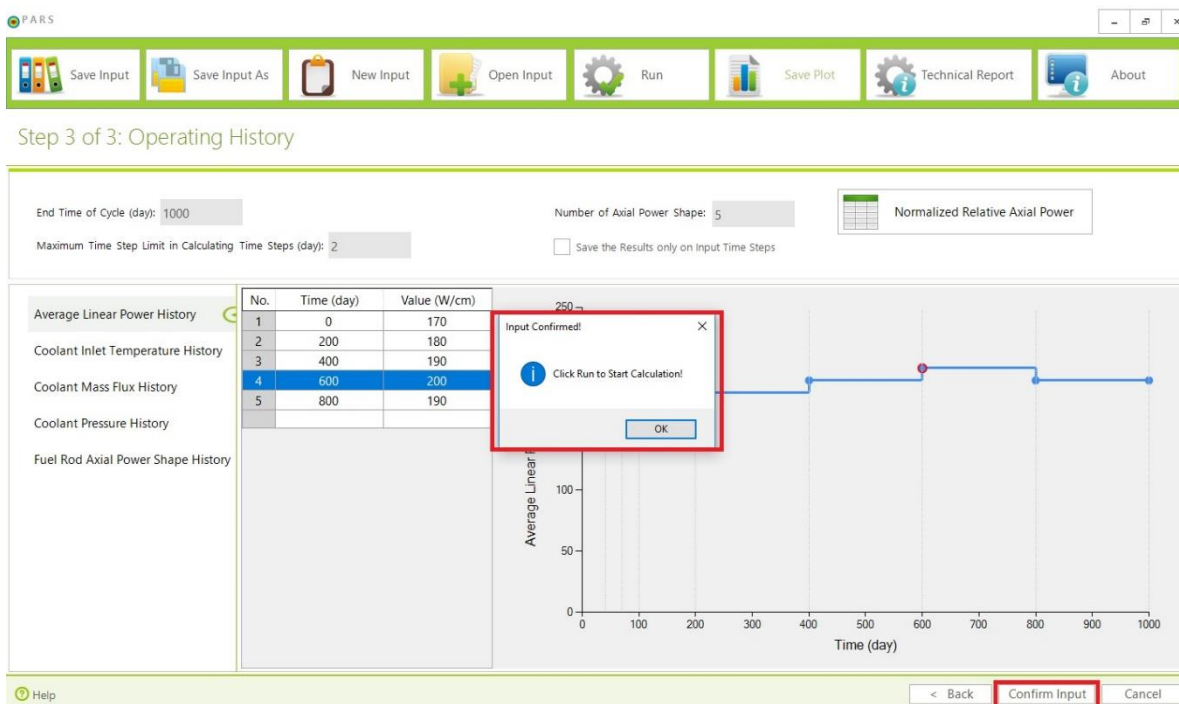 PARS
Save Input
Save Input As
New Input
Open Input
Run
Save Plot
Technical Report
About
Step 3 of 3: Operating History
End Time of Cycle (day): 1000
Number of Axial Power Shape: 5
Normalized Relative Axial Power
Maximum Time Step Limit in Calculating Time Steps (day): 2
Save the Results only on Input Time Steps
Average Linear Power History
Coolant Inlet Temperature History
Coolant Mass Flux History
Coolant Pressure History
Fuel Rod Axial Power Shape History
No. Time (day) Value (W/cm)
1 0 170
2 200 180
3 400 190
4 600 200
5 800 190
Input Confirmed!
Click Run to Start Calculation!
OK
250
100
50
0
Average Linear
0 100 200 300 400 500 600 700 800 900 1000
Time (day)
Help
< Back
Confirm Input
Cancel